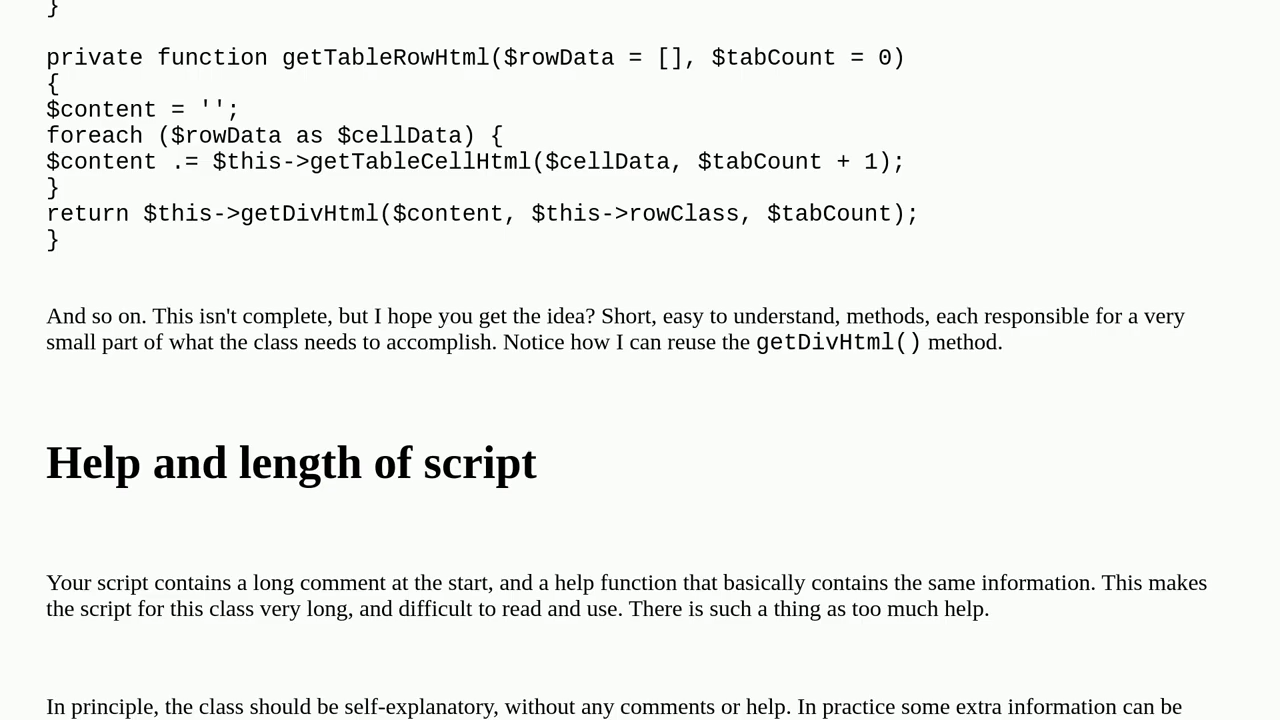 }
private function getTableRowHtml($rowData = [], $tabCount = 0)
{
$content = '';
foreach ($rowData as $cellData) {
$content .= $this->getTableCellHtml($cellData, $tabCount + 1);
}
return $this->getDivHtml($content, $this->rowClass, $tabCount);
}
And so on. This isn't complete, but I hope you get the idea? Short, easy to understand, methods, each responsible for a very
small part of what the class needs to accomplish. Notice how I can reuse the getDivHtml() method.
Help and length of script
Your script contains a long comment at the start, and a help function that basically contains the same information. This makes
the script for this class very long, and difficult to read and use. There is such a thing as too much help.
In principle, the class should be self-explanatory, without any comments or help. In practice some extra information can be